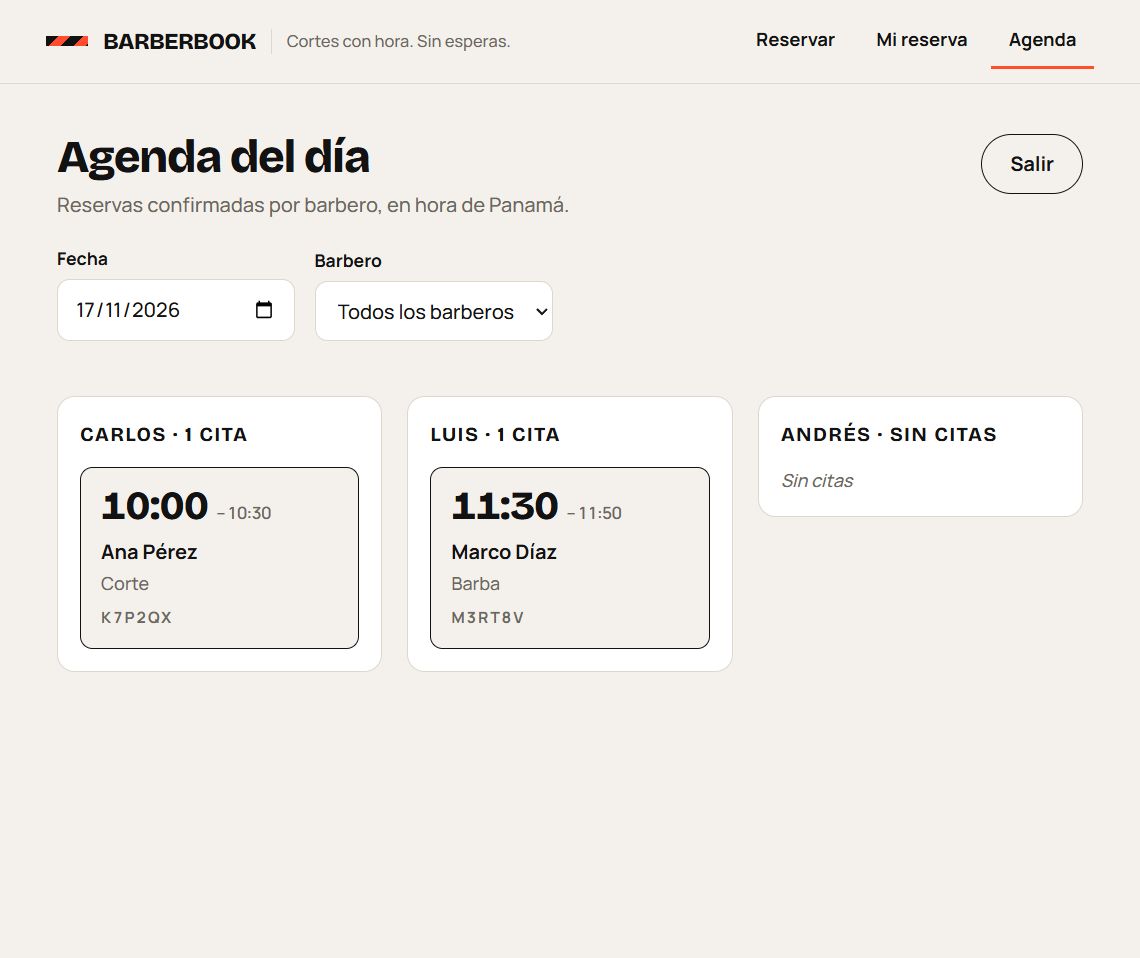 BARBERBOOK Cortes con hora. Sin esperas. Reservar Mi reserva Agenda
Agenda del día
Salir
Reservas confirmadas por barbero, en hora de Panamá.
Fecha
Barbero
17/11/2026
Todos los barberos
CARLOS · 1 CITA
10:00 – 10:30
Ana Pérez
Corte
K7P2QX
LUIS · 1 CITA
11:30 – 11:50
Marco Díaz
Barba
M3RT8V
ANDRÉS · SIN CITAS
Sin citas